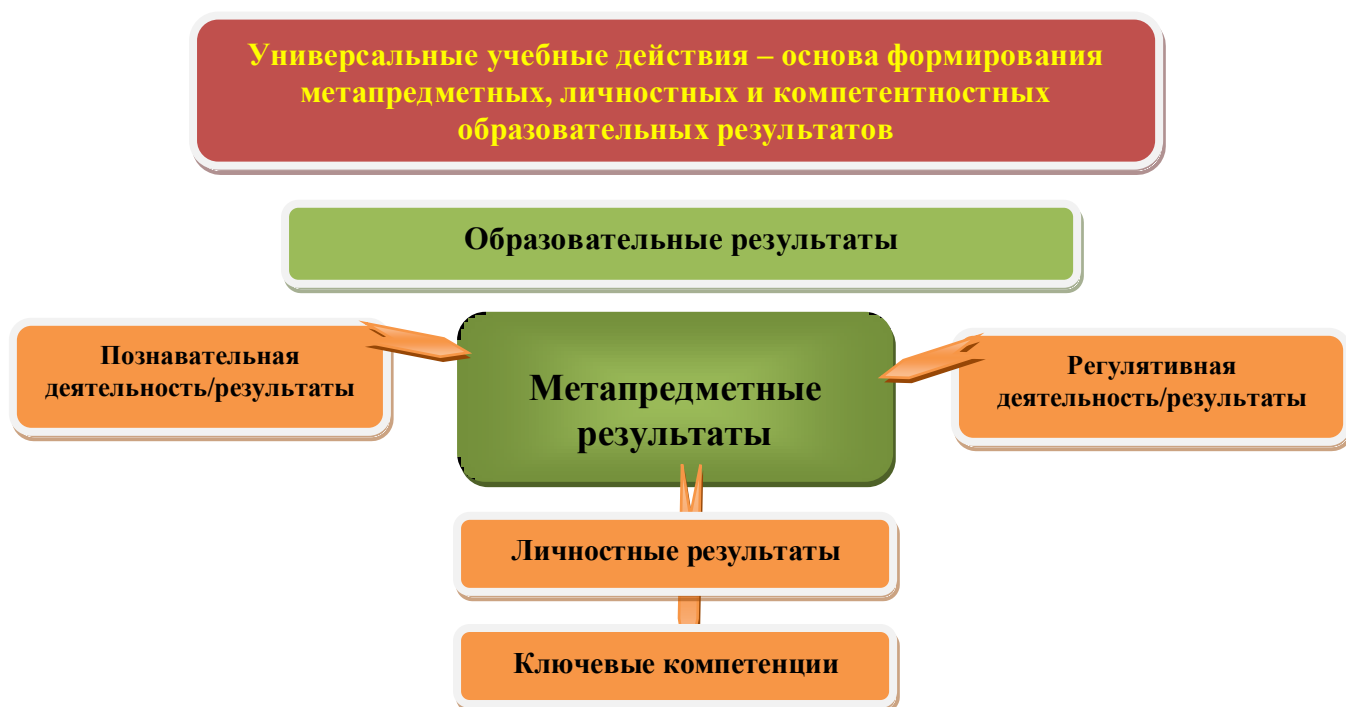 Универсальные учебные действия – основа формирования
метапредметных, личностных и компетентностных
образовательных результатов
Образовательные результаты
Познавательная
деятельность/результаты
Метапредметные
результаты
Регулятивная
деятельность/результаты
Личностные результаты
Ключевые компетенции